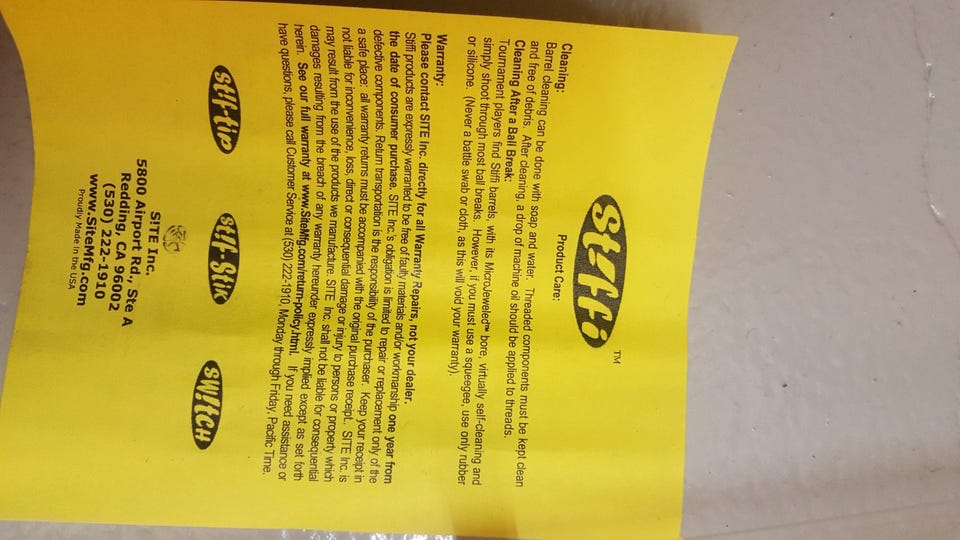 Stiffi™
Product Care:
Cleaning:
Barrel cleaning can be done with soap and water. Threaded components must be kept clean
and free of debris. After cleaning, a drop of machine oil should be applied to threads.
Cleaning After a Ball Break:
Tournament players find Stiffi barrels, with its MicroJeweled™ bore, virtually self-cleaning and
simply shoot through most ball breaks. However, if you must use a squeegee, use only rubber
or silicone. (Never a battle swab or cloth, as this will void your warranty).
Warranty:
Please contact SITE Inc. directly for all Warranty Repairs, not your dealer.
Stiffi products are expressly warranted to be free of faulty materials and/or workmanship one year from
the date of consumer purchase. SITE Inc.'s obligation is limited to repair or replacement only of the
defective components. Return transportation is the responsibility of the purchaser. Keep your receipt in
a safe place: all warranty returns must be accompanied with the original purchase receipt. SITE Inc. is
not liable for inconvenience, loss, direct or consequential damage or injury to persons or property which
may result from the use of the products we manufacture. SITE Inc. shall not be liable for consequential
damages resulting from the breach of any warranty hereunder expressly implied except as set forth
herein. See our full warranty at www.SiteMfg.com/return-policy.html. If you need assistance or
have questions, please call Customer Service at (530) 222-1910, Monday through Friday, Pacific Time.
stif-tip
stif-Stik
SWitCH
SITE Inc.
5800 Airport Rd., Ste A
Redding, CA 96002
(530) 222-1910
www.SiteMfg.com
Proudly Made in the USA